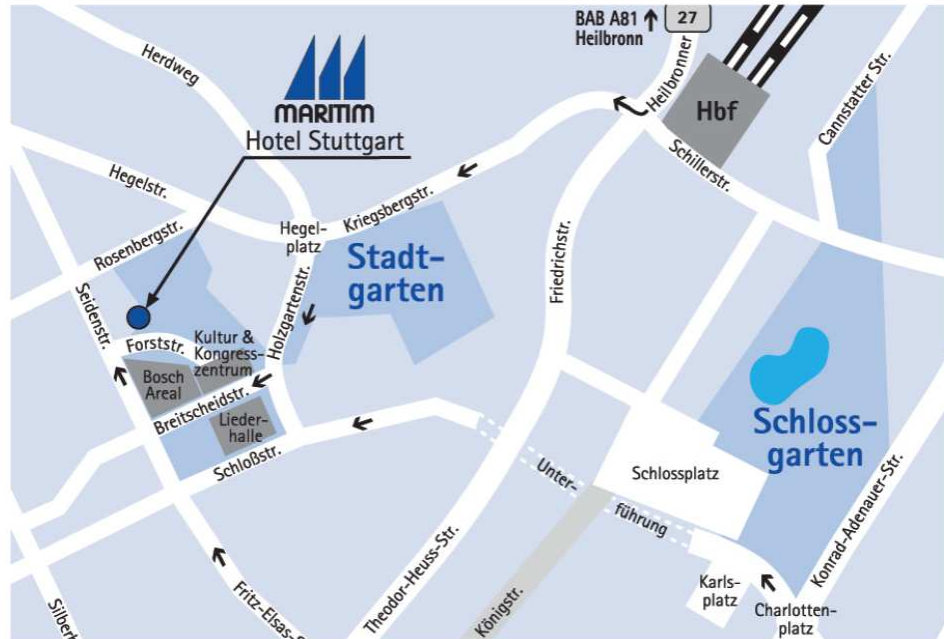 BAB A81
Heilbronn
27
Heilbronner
Hbf
Cannstatter Str.
Herdweg
MARITIM
Hotel Stuttgart
Schillerstr.
Hegelstr.
Kriegsbergstr.
Hegel-
platz
Rosenbergstr.
Stadt-
garten
Friedrichstr.
Seidenstr.
Holzgartenstr.
Forststr.
Kultur &
Kongress-
zentrum
Bosch
Areal
Breitscheidstr.
Lieder-
halle
Schloßstr.
Schloss-
garten
Schlossplatz
Unter-
führung
Konrad-Adenauer-Str.
Karls-
platz
Charlotten-
platz
Königstr.
Theodor-Heuss-Str.
Fritz-Elsas-